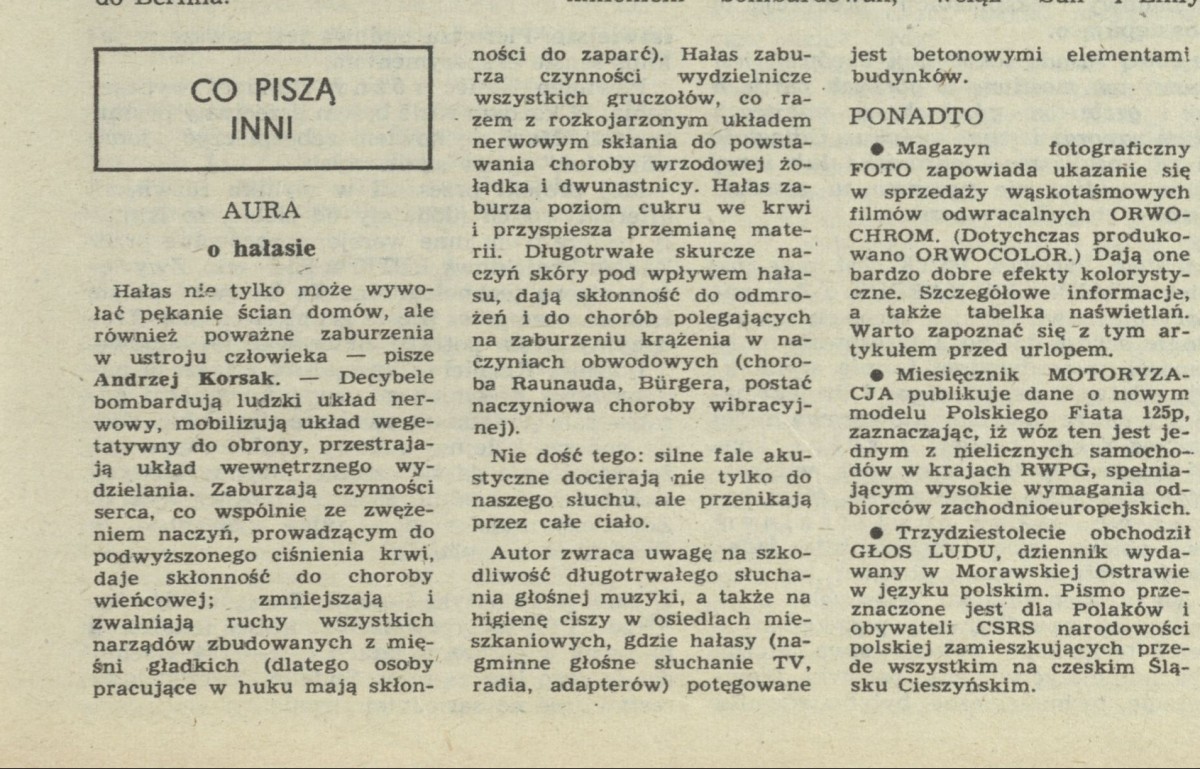 do Berlina.
CO PISZĄ
INNI
AURA
o hałasie
Hałas nie tylko może wywo-
łać pękanie ścian domów, ale
również poważne zaburzenia
w ustroju człowieka — pisze
Andrzej Korsak. — Decybele
bombardują ludzki układ ner-
wowy, mobilizują układ wege-
tatywny do obrony, przestraja-
ją układ wewnętrznego wy-
dzielania. Zaburzają czynności
serca, co wspólnie ze zwęże-
niem naczyń, prowadzącym do
podwyższonego ciśnienia krwi,
daje skłonność do choroby
wieńcowej; zmniejszają i
zwalniają ruchy wszystkich
narządów zbudowanych z mię-
śni gładkich (dlatego osoby
pracujące w huku mają skłon-
ności do zaparć). Hałas zabu-
rza czynności wydzielnicze
wszystkich gruczołów, co ra-
zem z rozkojarzonym układem
nerwowym skłania do powsta-
wania choroby wrzodowej żo-
łądka i dwunastnicy. Hałas za-
burza poziom cukru we krwi
i przyspiesza przemianę mate-
rii. Długotrwałe skurcze na-
czyń skóry pod wpływem hała-
su, dają skłonność do odmro-
żeń i do chorób polegających
na zaburzeniu krążenia w na-
czyniach obwodowych (choro-
ba Raunauda, Bürgera, postać
naczyniowa choroby wibracyj-
nej).
Nie dość tego: silne fale aku-
styczne docierają nie tylko do
naszego słuchu, ale przenikają
przez całe ciało.
Autor zwraca uwagę na szko-
dliwość długotrwałego słucha-
nia głośnej muzyki, a także na
higienę ciszy w osiedlach mie-
szkaniowych, gdzie hałasy (na-
gminne głośne słuchanie TV,
radia, adapterów) potęgowane
jest betonowymi elementami
budynków.
PONADTO
● Magazyn fotograficzny
FOTO zapowiada ukazanie się
w sprzedaży wąskotaśmowych
filmów odwracalnych ORWO-
CHROM. (Dotychczas produko-
wano ORWOCOLOR.) Dają one
bardzo dobre efekty kolorysty-
czne. Szczegółowe informacje,
a także tabelka naświetlań.
Warto zapoznać się z tym ar-
tykułem przed urlopem.
● Miesięcznik MOTORYZA-
CJA publikuje dane o nowym
modelu Polskiego Fiata 125p,
zaznaczając, iż wóz ten jest je-
dnym z nielicznych samocho-
dów w krajach RWPG, spełnia-
jącym wysokie wymagania od-
biorców zachodnioeuropejskich.
● Trzydziestolecie obchodził
GŁOS LUDU, dziennik wyda-
wany w Morawskiej Ostrawie
w języku polskim. Pismo prze-
znaczone jest dla Polaków i
obywateli CSRS narodowości
polskiej zamieszkujących prze-
de wszystkim na czeskim Ślą-
sku Cieszyńskim.